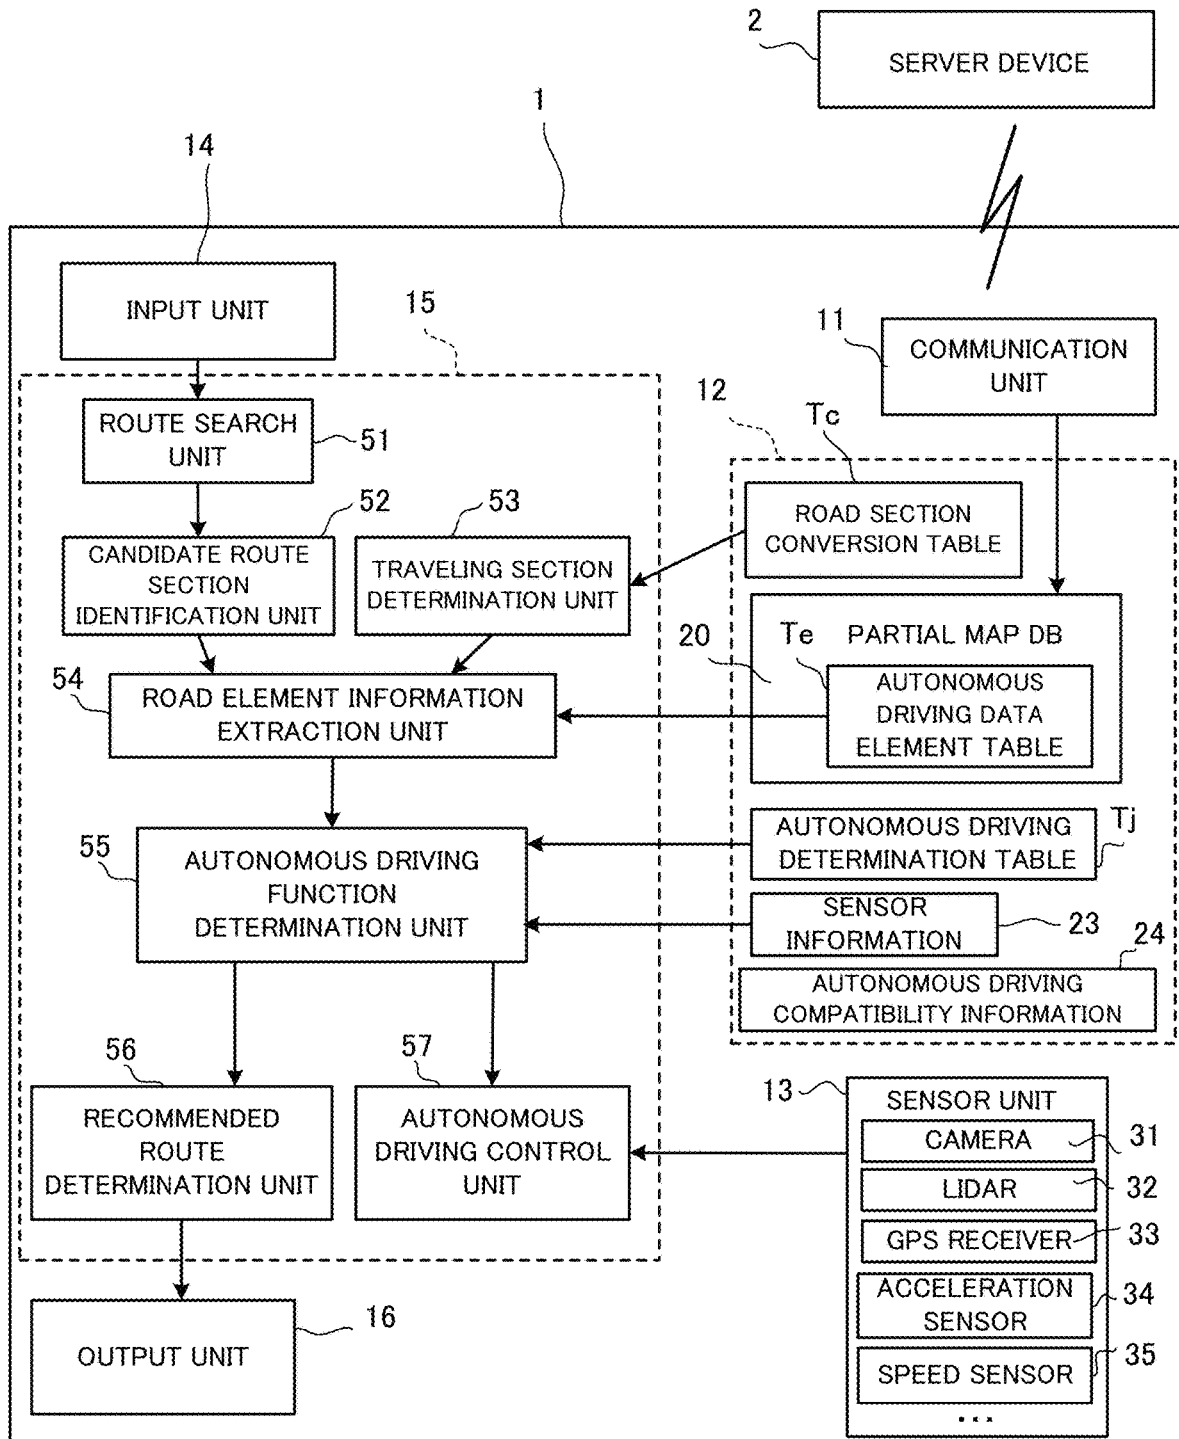 2
SERVER DEVICE
1
14
INPUT UNIT
15
11
COMMUNICATION
UNIT
12
Tc
ROUTE SEARCH
UNIT
51
ROAD SECTION
CONVERSION TABLE
52
53
CANDIDATE ROUTE
SECTION
IDENTIFICATION UNIT
TRAVELING SECTION
DETERMINATION UNIT
20
Te
PARTIAL MAP DB
AUTONOMOUS
DRIVING DATA
ELEMENT TABLE
54
ROAD ELEMENT INFORMATION
EXTRACTION UNIT
55
AUTONOMOUS DRIVING
FUNCTION
DETERMINATION UNIT
AUTONOMOUS DRIVING
DETERMINATION TABLE
Tj
SENSOR
INFORMATION
23
24
AUTONOMOUS DRIVING
COMPATIBILITY INFORMATION
56
57
RECOMMENDED
ROUTE
DETERMINATION UNIT
AUTONOMOUS
DRIVING CONTROL
UNIT
13
SENSOR UNIT
CAMERA
31
LIDAR
32
GPS RECEIVER
33
ACCELERATION
SENSOR
34
SPEED SENSOR
35
...
OUTPUT UNIT
16